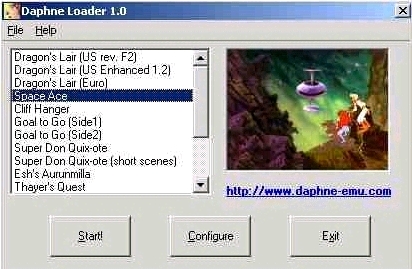 Daphne Loader 1.0
File Help
Dragon's Lair (US rev. F2)
Dragon's Lair (US Enhanced 1.2)
Dragon's Lair (Euro)
Space Ace
Cliff Hanger
Goal to Go (Side1)
Goal to Go (Side2)
Super Don Quix-ote
Super Don Quix-ote (short scenes)
Esh's Aurunmilla
Thayer's Quest
http://www.daphne-emu.com
Start! Configure Exit